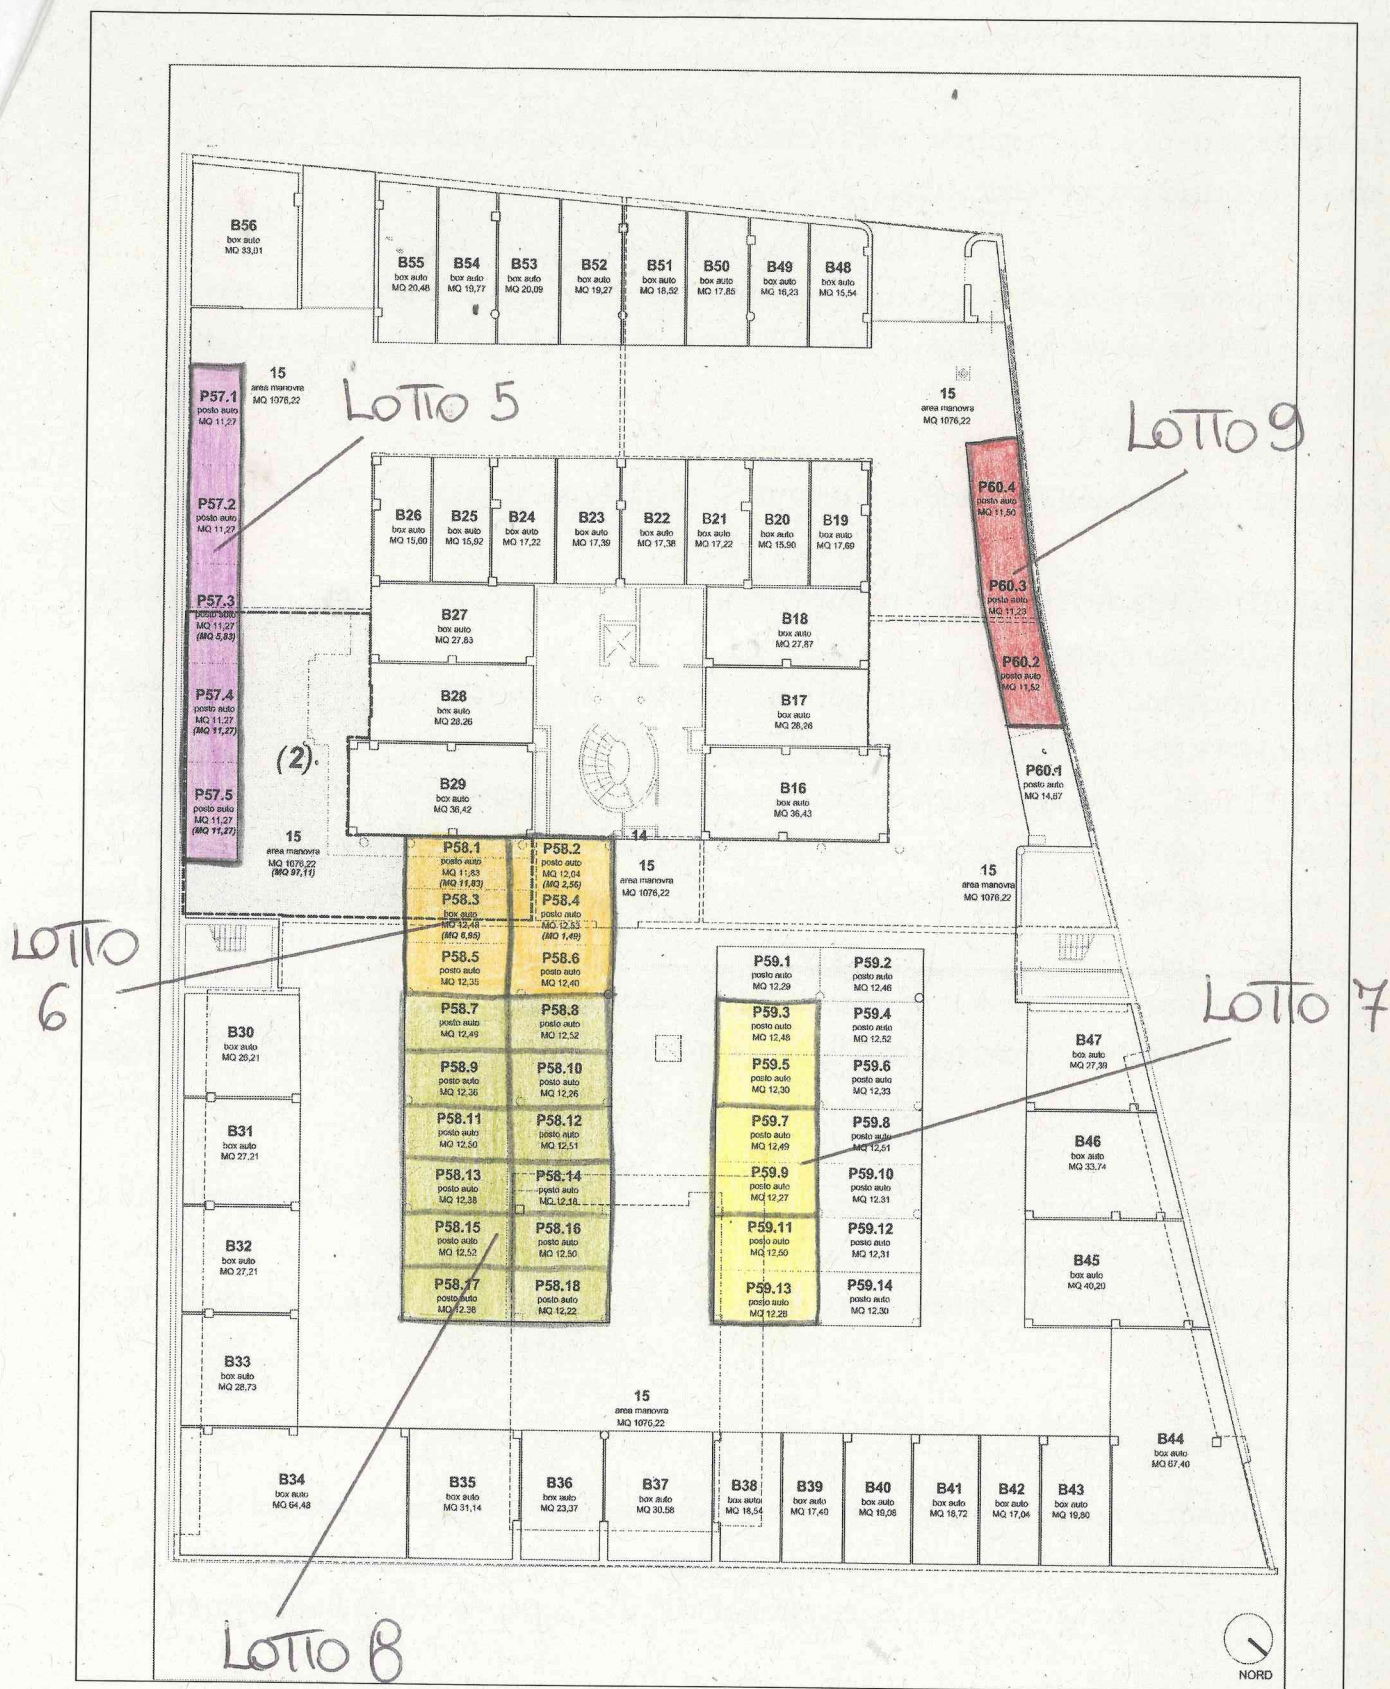 B56
box auto
MQ 33,01
B55
box auto
MQ 20,48
B54
box auto
MQ 19,77
B53
box auto
MQ 20,09
B52
box auto
MQ 19,27
B51
box auto
MQ 18,52
B50
box auto
MQ 17,85
B49
box auto
MQ 16,23
B48
box auto
MQ 15,54
15
area manovra
MQ 1076,22
LOTTO 5
15
area manovra
MQ 1076,22
LOTTO 9
P57.1
posto auto
MQ 11,27
P57.2
posto auto
MQ 11,27
P57.3
posto auto
MQ 11,27
(MQ 5,83)
P57.4
posto auto
MQ 11,27
(MQ 11,27)
P57.5
posto auto
MQ 11,27
(MQ 11,27)
B26
box auto
MQ 15,60
B25
box auto
MQ 15,92
B24
box auto
MQ 17,22
B23
box auto
MQ 17,39
B22
box auto
MQ 17,38
B21
box auto
MQ 17,22
B20
box auto
MQ 15,90
B19
box auto
MQ 17,69
P60.4
posto auto
MQ 11,50
P60.3
posto auto
MQ 11,23
P60.2
posto auto
MQ 11,52
P60.1
posto auto
MQ 14,67
B27
box auto
MQ 27,83
B18
box auto
MQ 27,87
B28
box auto
MQ 28,26
B17
box auto
MQ 28,26
(2).
B29
box auto
MQ 36,42
B16
box auto
MQ 36,43
15
area manovra
MQ 1076,22
(MQ 97,11)
14
15
area manovra
MQ 1076,22
15
area manovra
MQ 1076,22
P58.1
posto auto
MQ 11,83
(MQ 11,83)
P58.2
posto auto
MQ 12,04
(MQ 2,56)
P58.3
box auto
MQ 12,48
(MQ 6,95)
P58.4
posto auto
MQ 12,53
(MQ 1,49)
P58.5
posto auto
MQ 12,35
P58.6
posto auto
MQ 12,40
LOTTO
6
P58.7
posto auto
MQ 12,49
P58.8
posto auto
MQ 12,52
P58.9
posto auto
MQ 12,36
P58.10
posto auto
MQ 12,26
P58.11
posto auto
MQ 12,50
P58.12
posto auto
MQ 12,51
P58.13
posto auto
MQ 12,38
P58.14
posto auto
MQ 12,18
P58.15
posto auto
MQ 12,52
P58.16
posto auto
MQ 12,50
P58.17
posto auto
MQ 12,38
P58.18
posto auto
MQ 12,22
P59.1
posto auto
MQ 12,29
P59.2
posto auto
MQ 12,46
P59.3
posto auto
MQ 12,48
P59.4
posto auto
MQ 12,52
P59.5
posto auto
MQ 12,30
P59.6
posto auto
MQ 12,33
P59.7
posto auto
MQ 12,49
P59.8
posto auto
MQ 12,51
P59.9
posto auto
MQ 12,27
P59.10
posto auto
MQ 12,31
P59.11
posto auto
MQ 12,50
P59.12
posto auto
MQ 12,31
P59.13
posto auto
MQ 12,28
P59.14
posto auto
MQ 12,30
LOTTO 7
B30
box auto
MQ 26,21
B31
box auto
MQ 27,21
B32
box auto
MQ 27,21
B33
box auto
MQ 28,73
B47
box auto
MQ 27,39
B46
box auto
MQ 33,74
B45
box auto
MQ 40,20
15
area manovra
MQ 1076,22
B34
box auto
MQ 64,48
B35
box auto
MQ 31,14
B36
box auto
MQ 23,37
B37
box auto
MQ 30,58
B38
box auto
MQ 18,54
B39
box auto
MQ 17,40
B40
box auto
MQ 19,08
B41
box auto
MQ 18,72
B42
box auto
MQ 17,04
B43
box auto
MQ 19,80
B44
box auto
MQ 67,40
LOTTO 8
NORD